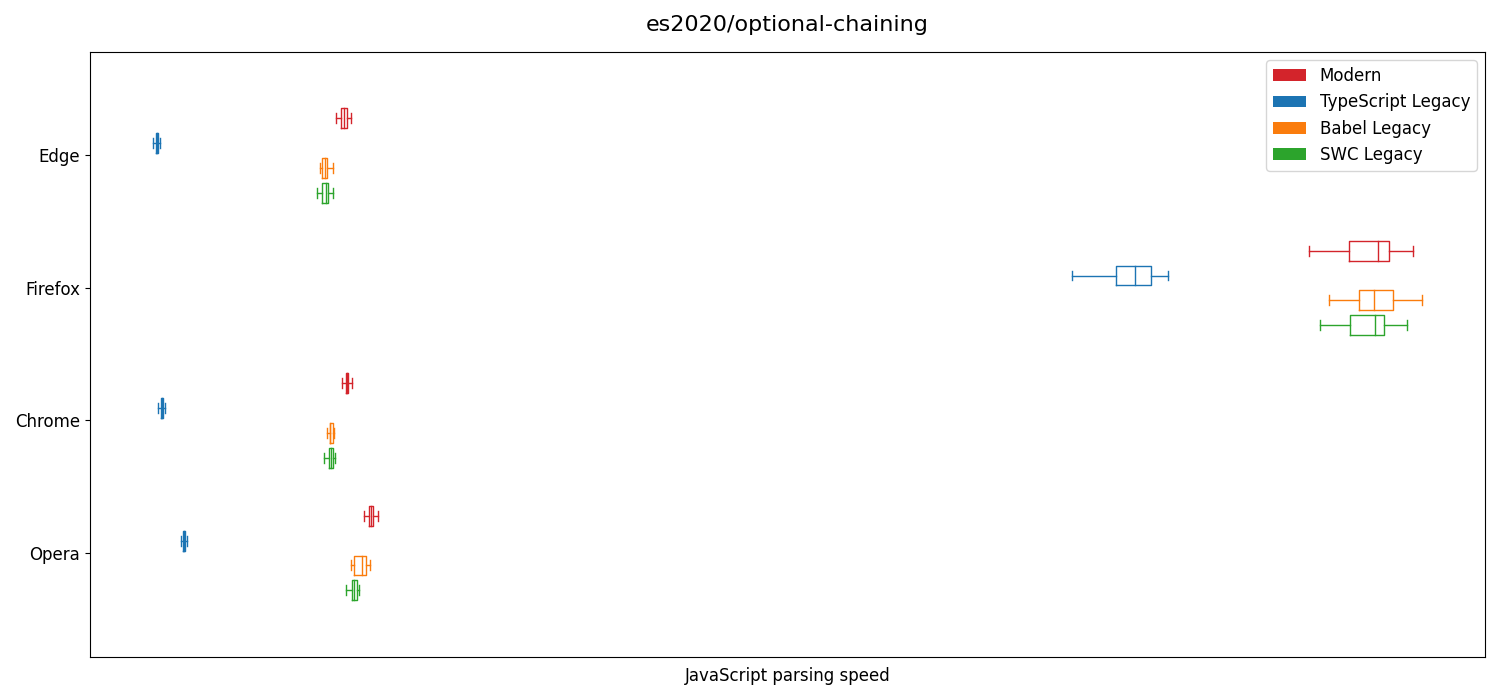 es2020/optional-chaining
Modern
TypeScript Legacy
Babel Legacy
SWC Legacy
Edge
Firefox
Chrome
Opera
JavaScript parsing speed